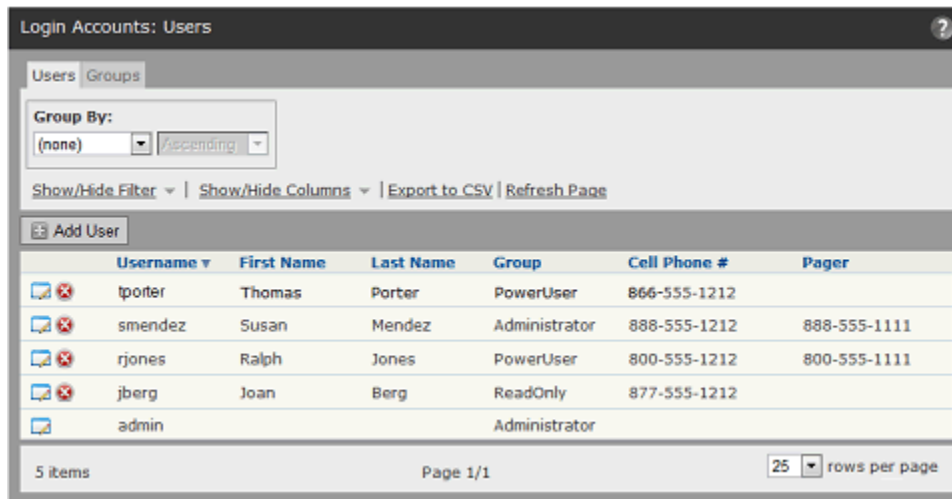 Login Accounts: Users ?
Users Groups
Group By:
(none) Ascending
Show/Hide Filter | Show/Hide Columns | Export to CSV | Refresh Page
Add User
Username First Name Last Name Group Cell Phone # Pager
tporter Thomas Porter PowerUser 866-555-1212
smendez Susan Mendez Administrator 888-555-1212 888-555-1111
rjones Ralph Jones PowerUser 800-555-1212 800-555-1111
jberg Joan Berg ReadOnly 877-555-1212
admin Administrator
5 items Page 1/1 25 rows per page